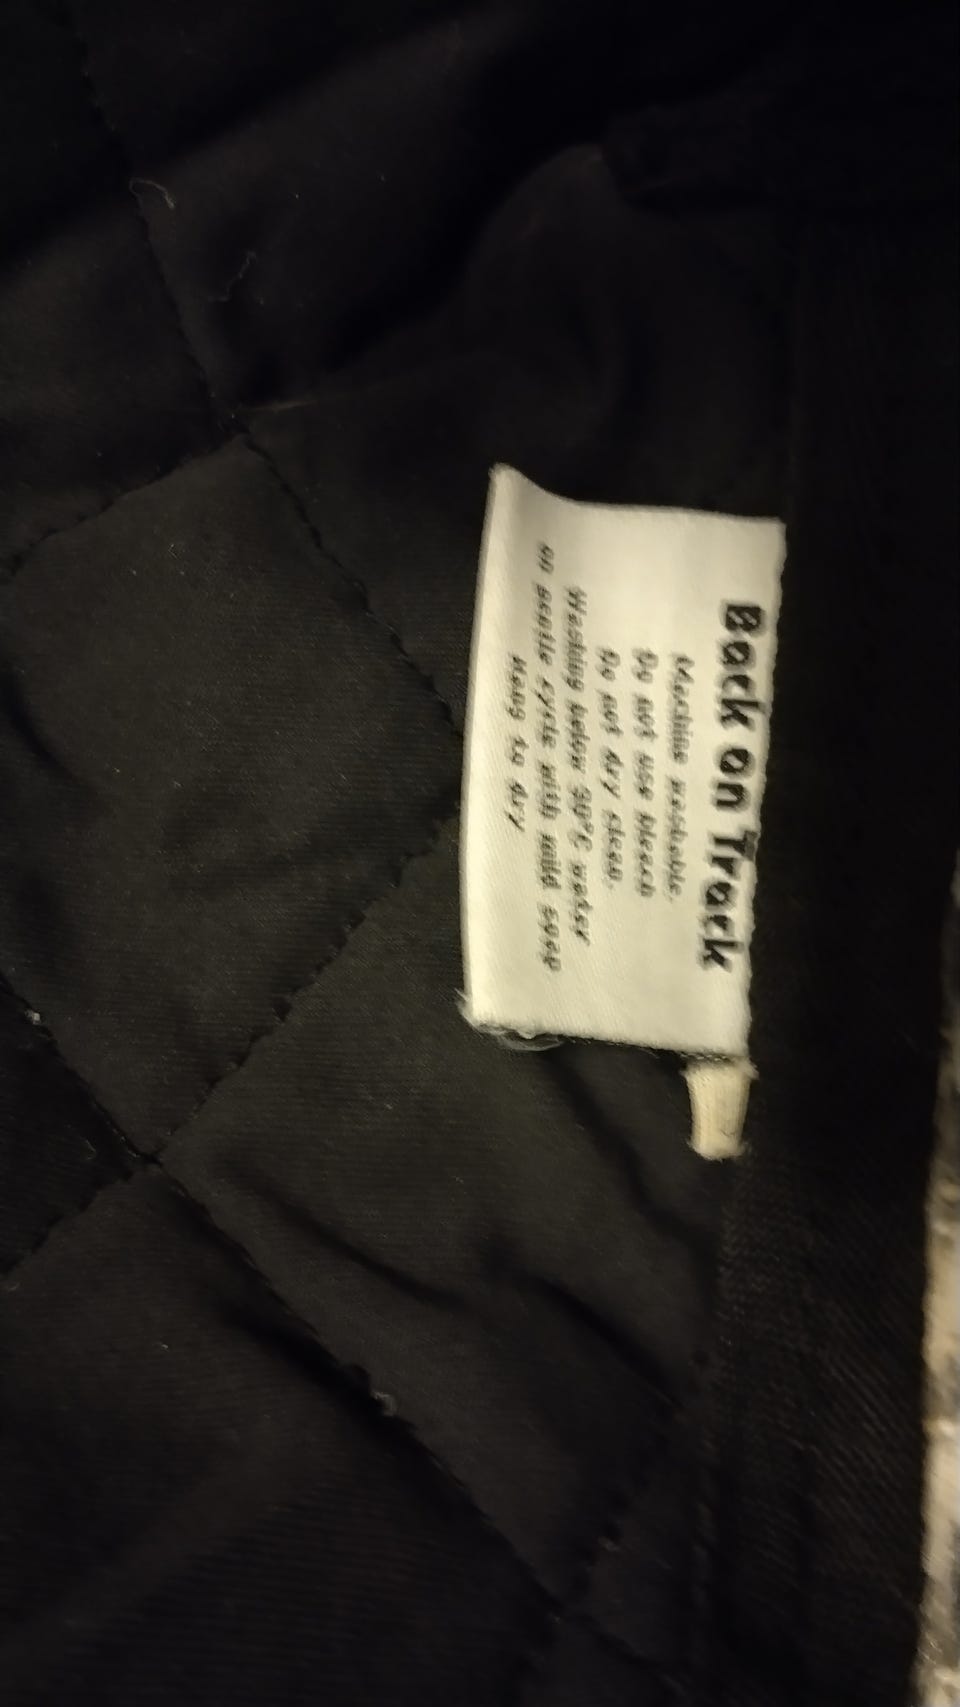 Back on Track
Machine washable.
Do not use bleach
Do not dry clean.
Washing below 90°C water
on gentle cycle with mild soap
Hang to dry